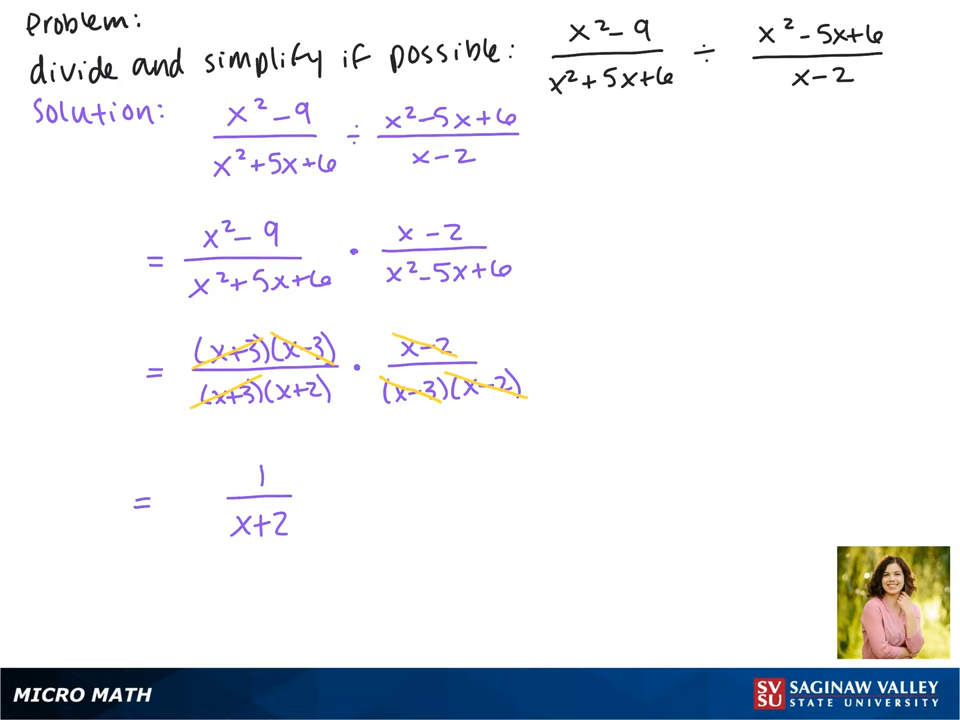 Problem:
divide and simplify if possible: x² - 9 / x² + 5x + 6 ÷ x² - 5x + 6 / x - 2
Solution: x² - 9 / x² + 5x + 6 ÷ x² - 5x + 6 / x - 2
= x² - 9 / x² + 5x + 6 · x - 2 / x² - 5x + 6
= (x+3)(x-3) / (x+3)(x+2) · x-2 / (x-3)(x-2)
= 1 / x+2
MICRO MATH
SVSU SAGINAW VALLEY
STATE UNIVERSITY